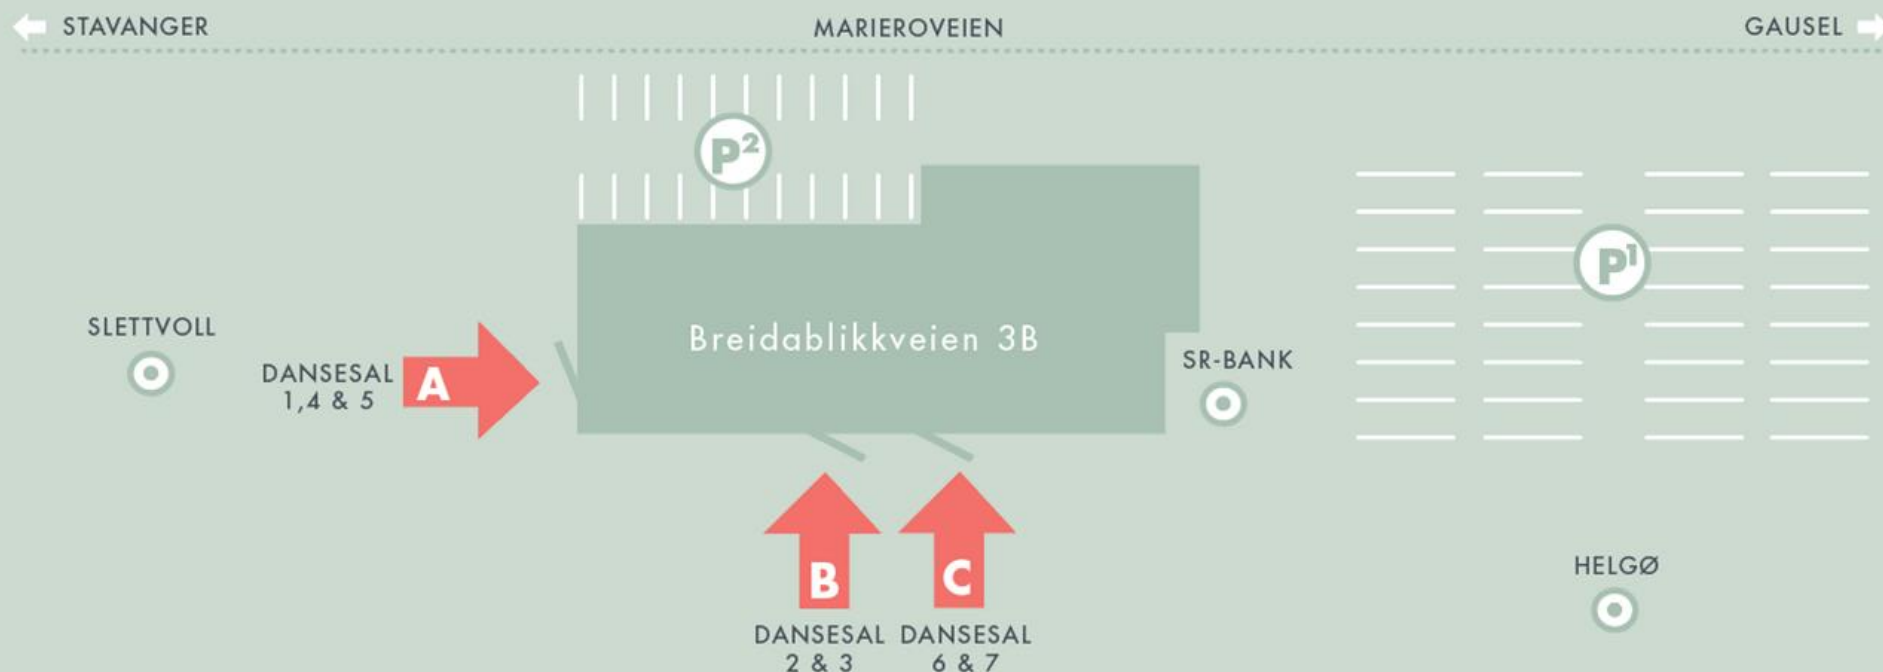 STAVANGER
MARIEROVEIEN
GAUSEL
P²
P¹
Breidablikkveien 3B
SLETTVOLL
DANSESAL
1,4 & 5
A
SR-BANK
B
C
HELGØ
DANSESAL
2 & 3
DANSESAL
6 & 7